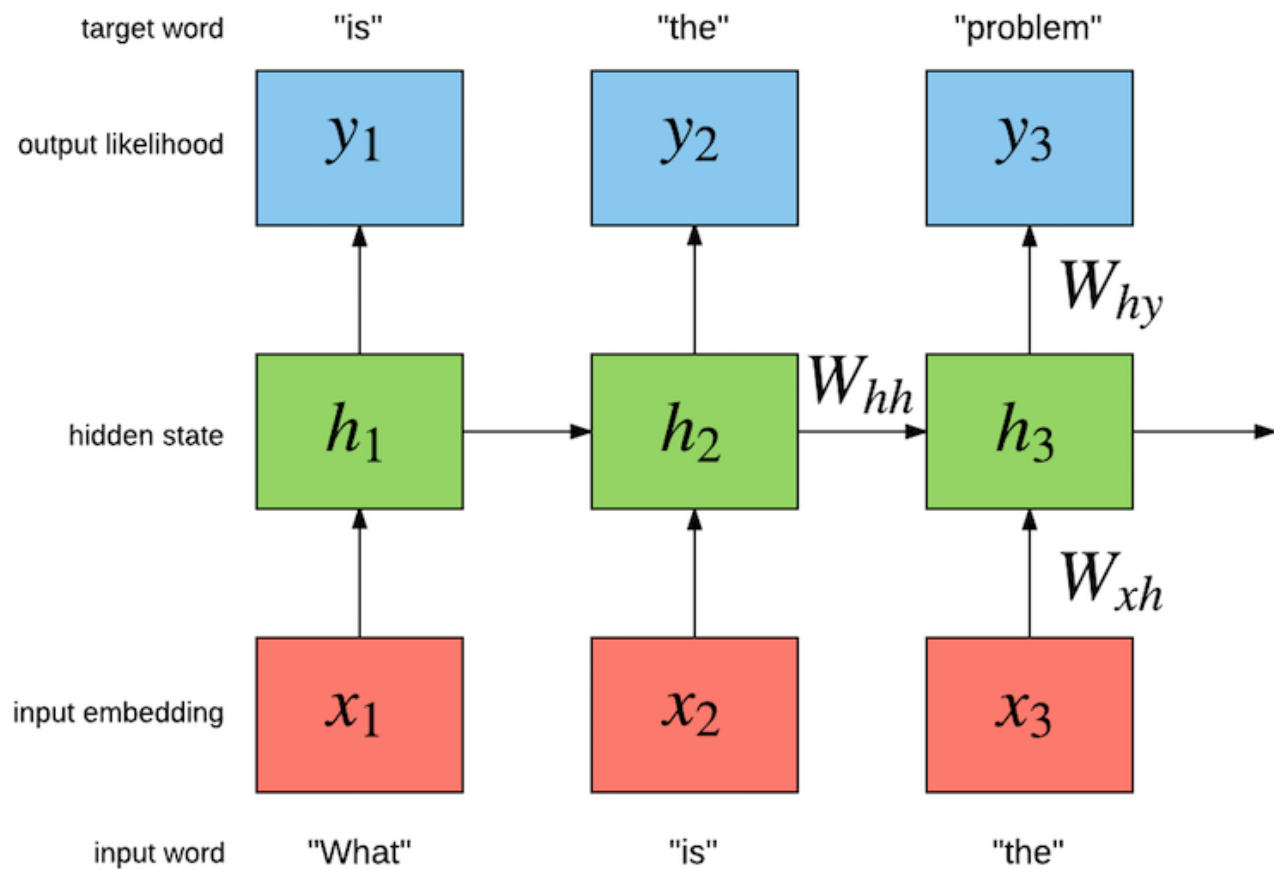 target word "is" "the" "problem"
output likelihood y₁ y₂ y₃
W_hy
W_hh
hidden state h₁ h₂ h₃
W_xh
input embedding x₁ x₂ x₃
input word "What" "is" "the"